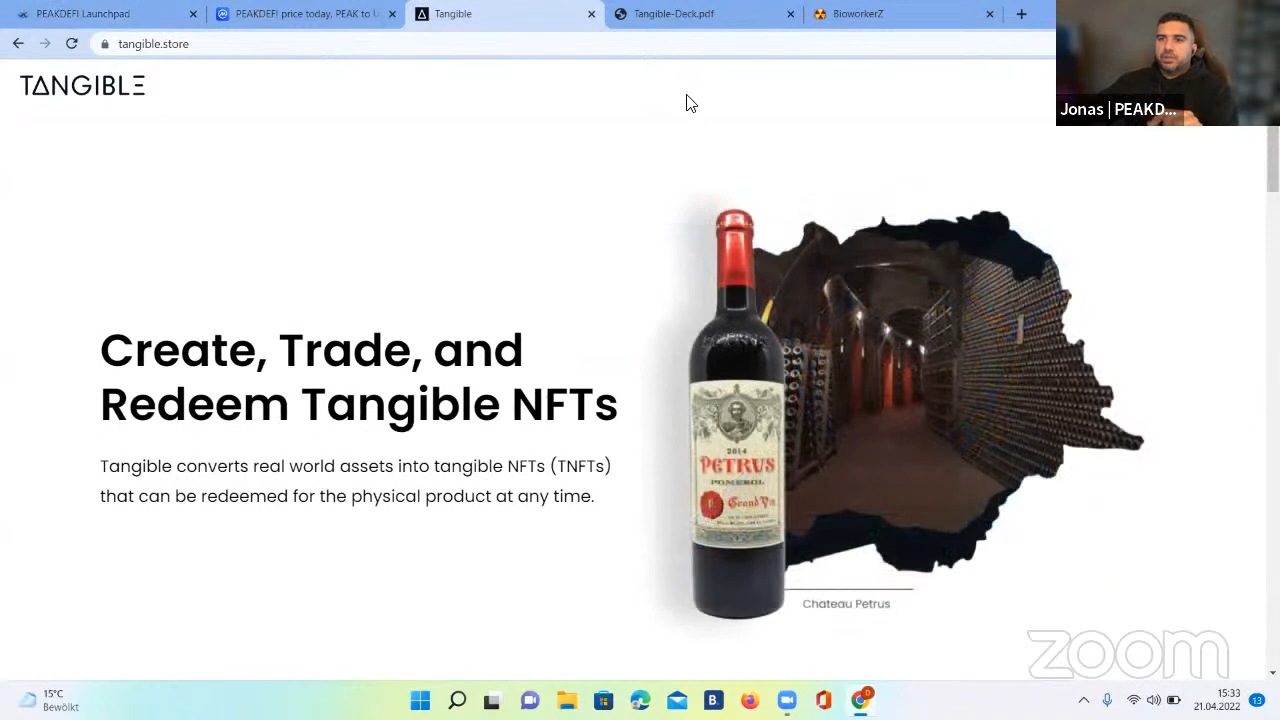 PEAKDEFI Launchpad
PEAKDEFI price today, PEAK to U
Tangible
Tangible-Deck.pdf
BioworkerZ
tangible.store
TANGIBLE
Jonas | PEAKD...
Create, Trade, and
Redeem Tangible NFTs
Tangible converts real world assets into tangible NFTs (TNFTs)
that can be redeemed for the physical product at any time.
2014
PETRUS
POMEROL
Grand Vin
Chateau Petrus
zoom
15°C
Bewölkt
B.
D
15:33
21.04.2022
13